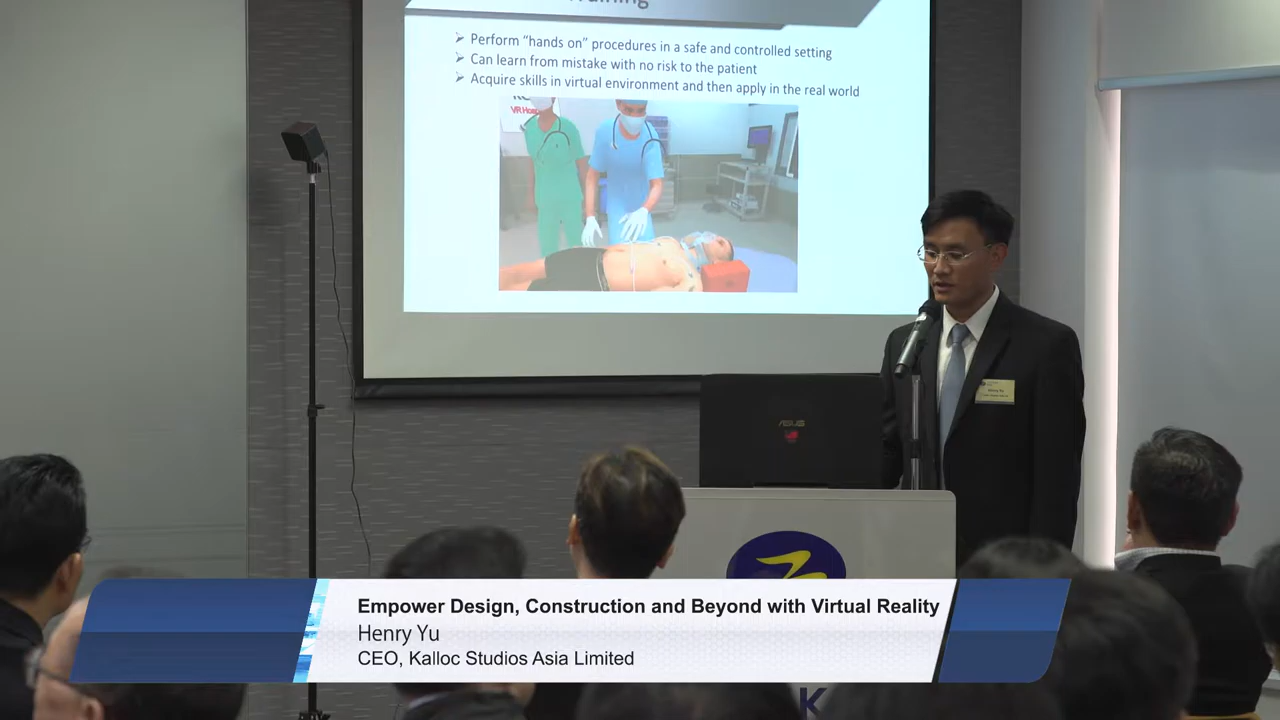 Perform “hands on” procedures in a safe and controlled setting
Can learn from mistake with no risk to the patient
Acquire skills in virtual environment and then apply in the real world
ASUS
Empower Design, Construction and Beyond with Virtual Reality
Henry Yu
CEO, Kalloc Studios Asia Limited
K